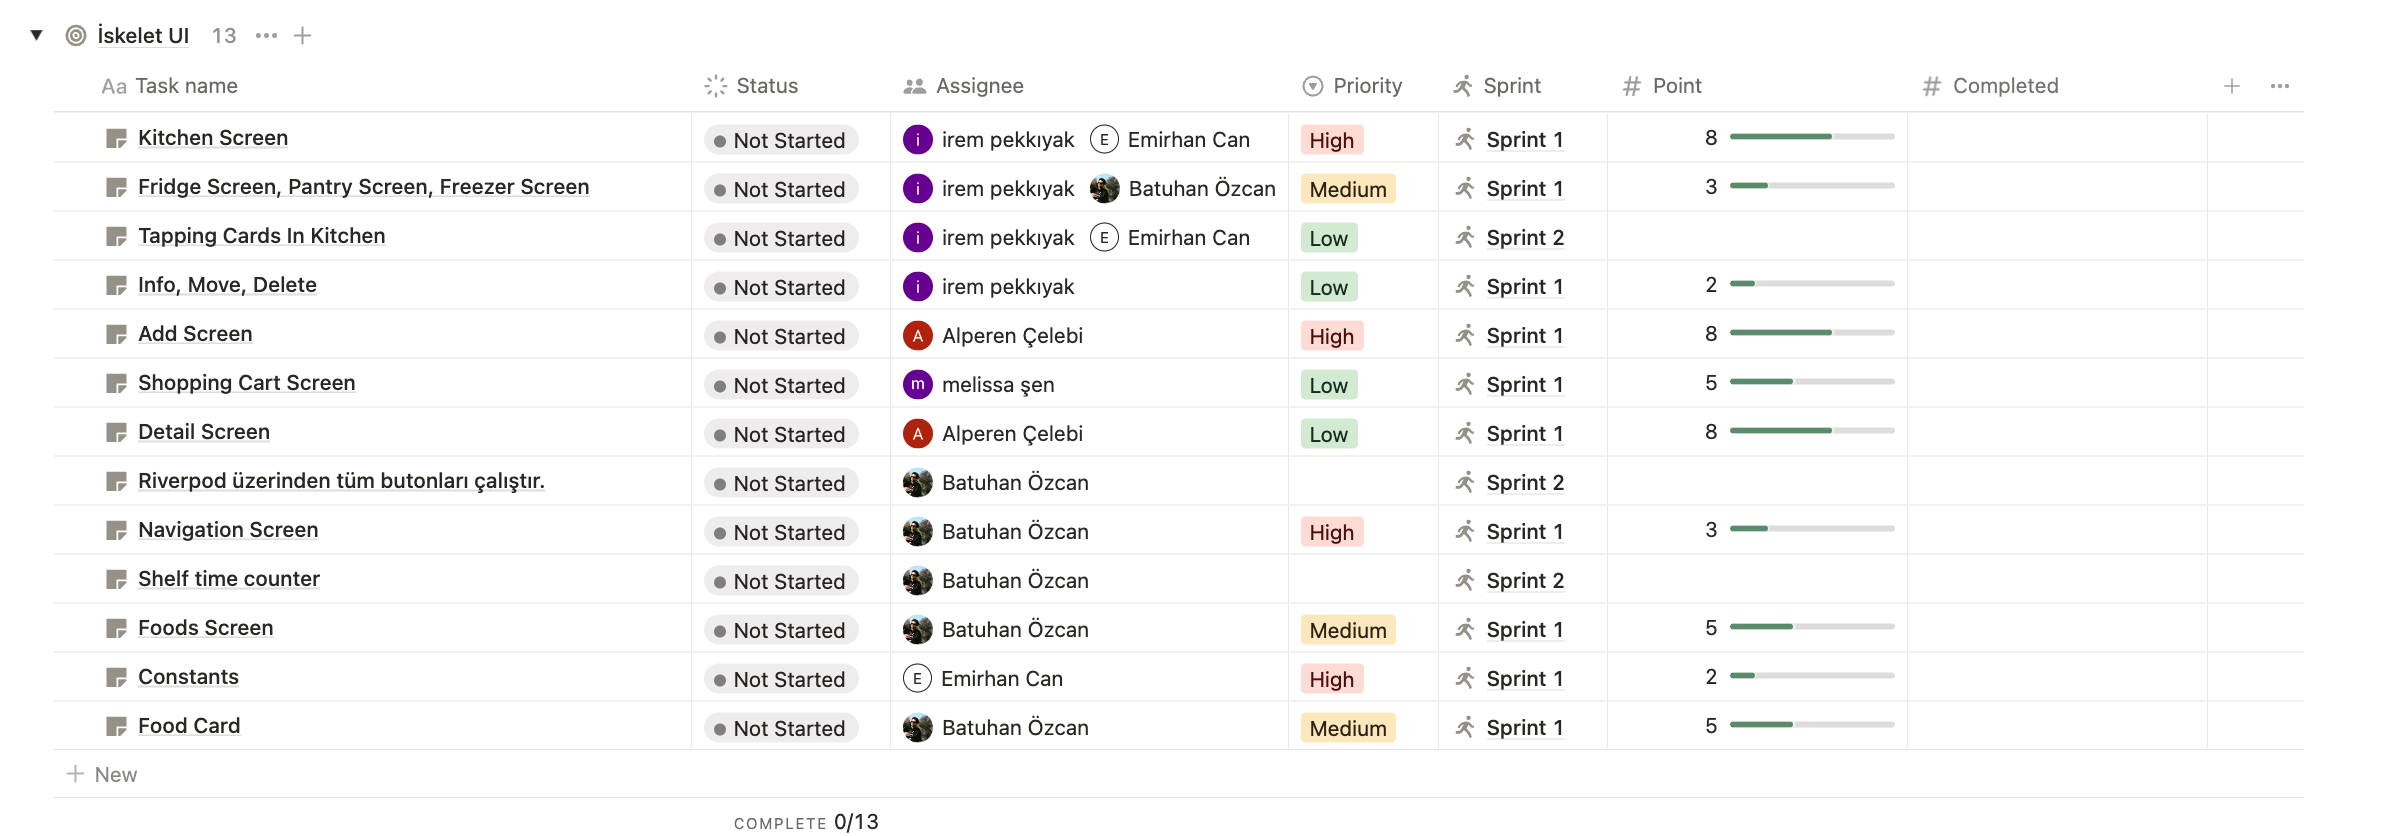 İskelet UI 13
Aa Task name Status Assignee Priority Sprint # Point # Completed
Kitchen Screen Not Started i irem pekkıyak E Emirhan Can High Sprint 1 8
Fridge Screen, Pantry Screen, Freezer Screen Not Started i irem pekkıyak Batuhan Özcan Medium Sprint 1 3
Tapping Cards In Kitchen Not Started i irem pekkıyak E Emirhan Can Low Sprint 2
Info, Move, Delete Not Started i irem pekkıyak Low Sprint 1 2
Add Screen Not Started A Alperen Çelebi High Sprint 1 8
Shopping Cart Screen Not Started m melissa şen Low Sprint 1 5
Detail Screen Not Started A Alperen Çelebi Low Sprint 1 8
Riverpod üzerinden tüm butonları çalıştır. Not Started Batuhan Özcan Sprint 2
Navigation Screen Not Started Batuhan Özcan High Sprint 1 3
Shelf time counter Not Started Batuhan Özcan Sprint 2
Foods Screen Not Started Batuhan Özcan Medium Sprint 1 5
Constants Not Started E Emirhan Can High Sprint 1 2
Food Card Not Started Batuhan Özcan Medium Sprint 1 5
+ New
COMPLETE 0/13